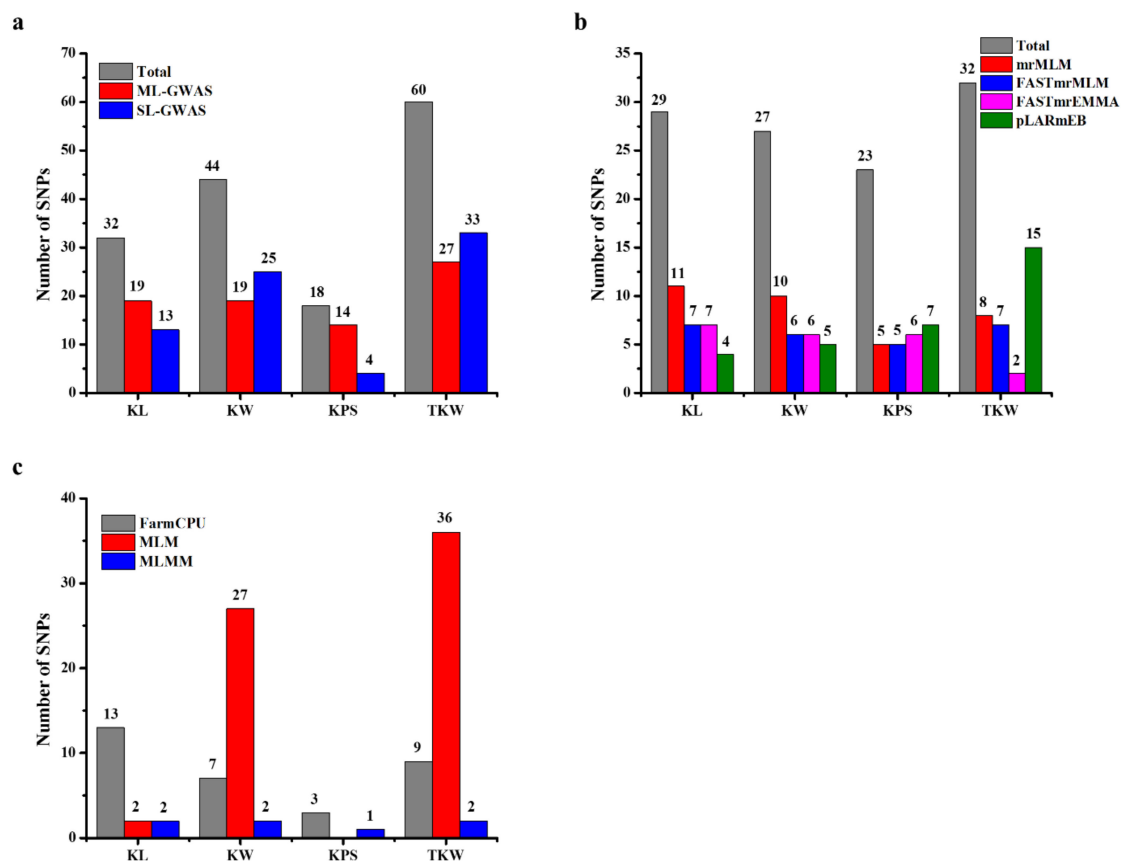 a
Total
ML-GWAS
SL-GWAS
Number of SNPs
70
60
50
40
30
20
10
0
32
19
13
44
19
25
18
14
4
60
27
33
KL
KW
KPS
TKW
b
Total
mrMLM
FASTmrMLM
FASTmrEMMA
pLARmEB
Number of SNPs
35
30
25
20
15
10
5
0
29
11
7
7
4
27
10
6
6
5
23
5
5
6
7
32
8
7
2
15
KL
KW
KPS
TKW
c
FarmCPU
MLM
MLMM
Number of SNPs
40
30
20
10
0
13
2
2
7
27
2
3
1
9
36
2
KL
KW
KPS
TKW